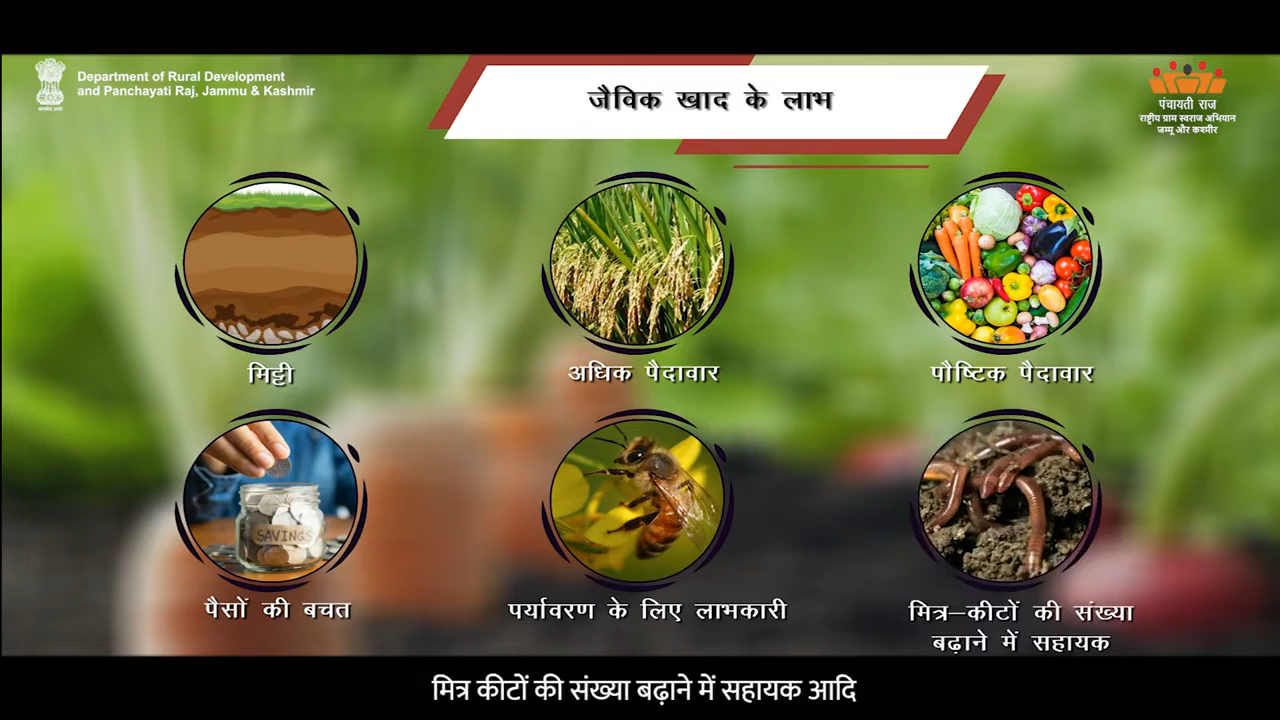 Department of Rural Development
and Panchayati Raj, Jammu & Kashmir
जैविक खाद के लाभ
पंचायती राज
राष्ट्रीय ग्राम स्वराज अभियान
जम्मू और कश्मीर
मिट्टी
अधिक पैदावार
पौष्टिक पैदावार
SAVINGS
पैसों की बचत
पर्यावरण के लिए लाभकारी
मित्र-कीटों की संख्या
बढ़ाने में सहायक
मित्र कीटों की संख्या बढ़ाने में सहायक आदि